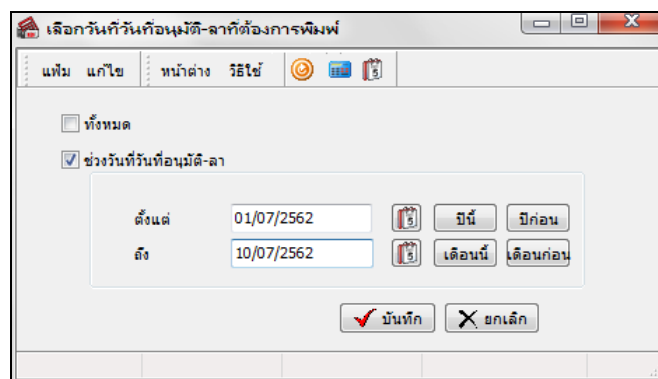 เลือกวันที่วันที่อนุมัติ-ลาที่ต้องการพิมพ์
แฟ้ม แก้ไข หน้าต่าง วิธีใช้
ทั้งหมด
ช่วงวันที่วันที่อนุมัติ-ลา
ตั้งแต่ 01/07/2562 ปีนี้ ปีก่อน
ถึง 10/07/2562 เดือนนี้ เดือนก่อน
บันทึก ยกเลิก